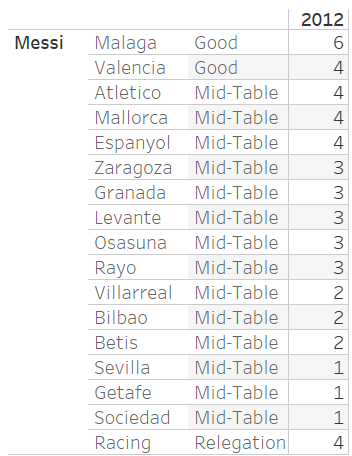 2012
Messi Malaga Good 6
Valencia Good 4
Atletico Mid-Table 4
Mallorca Mid-Table 4
Espanyol Mid-Table 4
Zaragoza Mid-Table 3
Granada Mid-Table 3
Levante Mid-Table 3
Osasuna Mid-Table 3
Rayo Mid-Table 3
Villarreal Mid-Table 2
Bilbao Mid-Table 2
Betis Mid-Table 2
Sevilla Mid-Table 1
Getafe Mid-Table 1
Sociedad Mid-Table 1
Racing Relegation 4